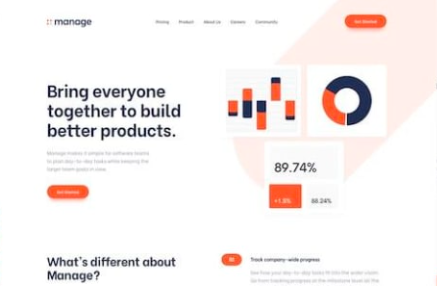 manage
Pricing Product About Us Careers Community
Get Started
Bring everyone
together to build
better products.
Manage makes it simple for software teams
to plan day-to-day tasks while keeping the
larger team goals in view.
Get Started
89.74%
+1.8%
88.24%
What's different about
Manage?
01
Track company-wide progress
See how your day-to-day tasks fit into the wider vision.
Go from tracking progress at the milestone level all the